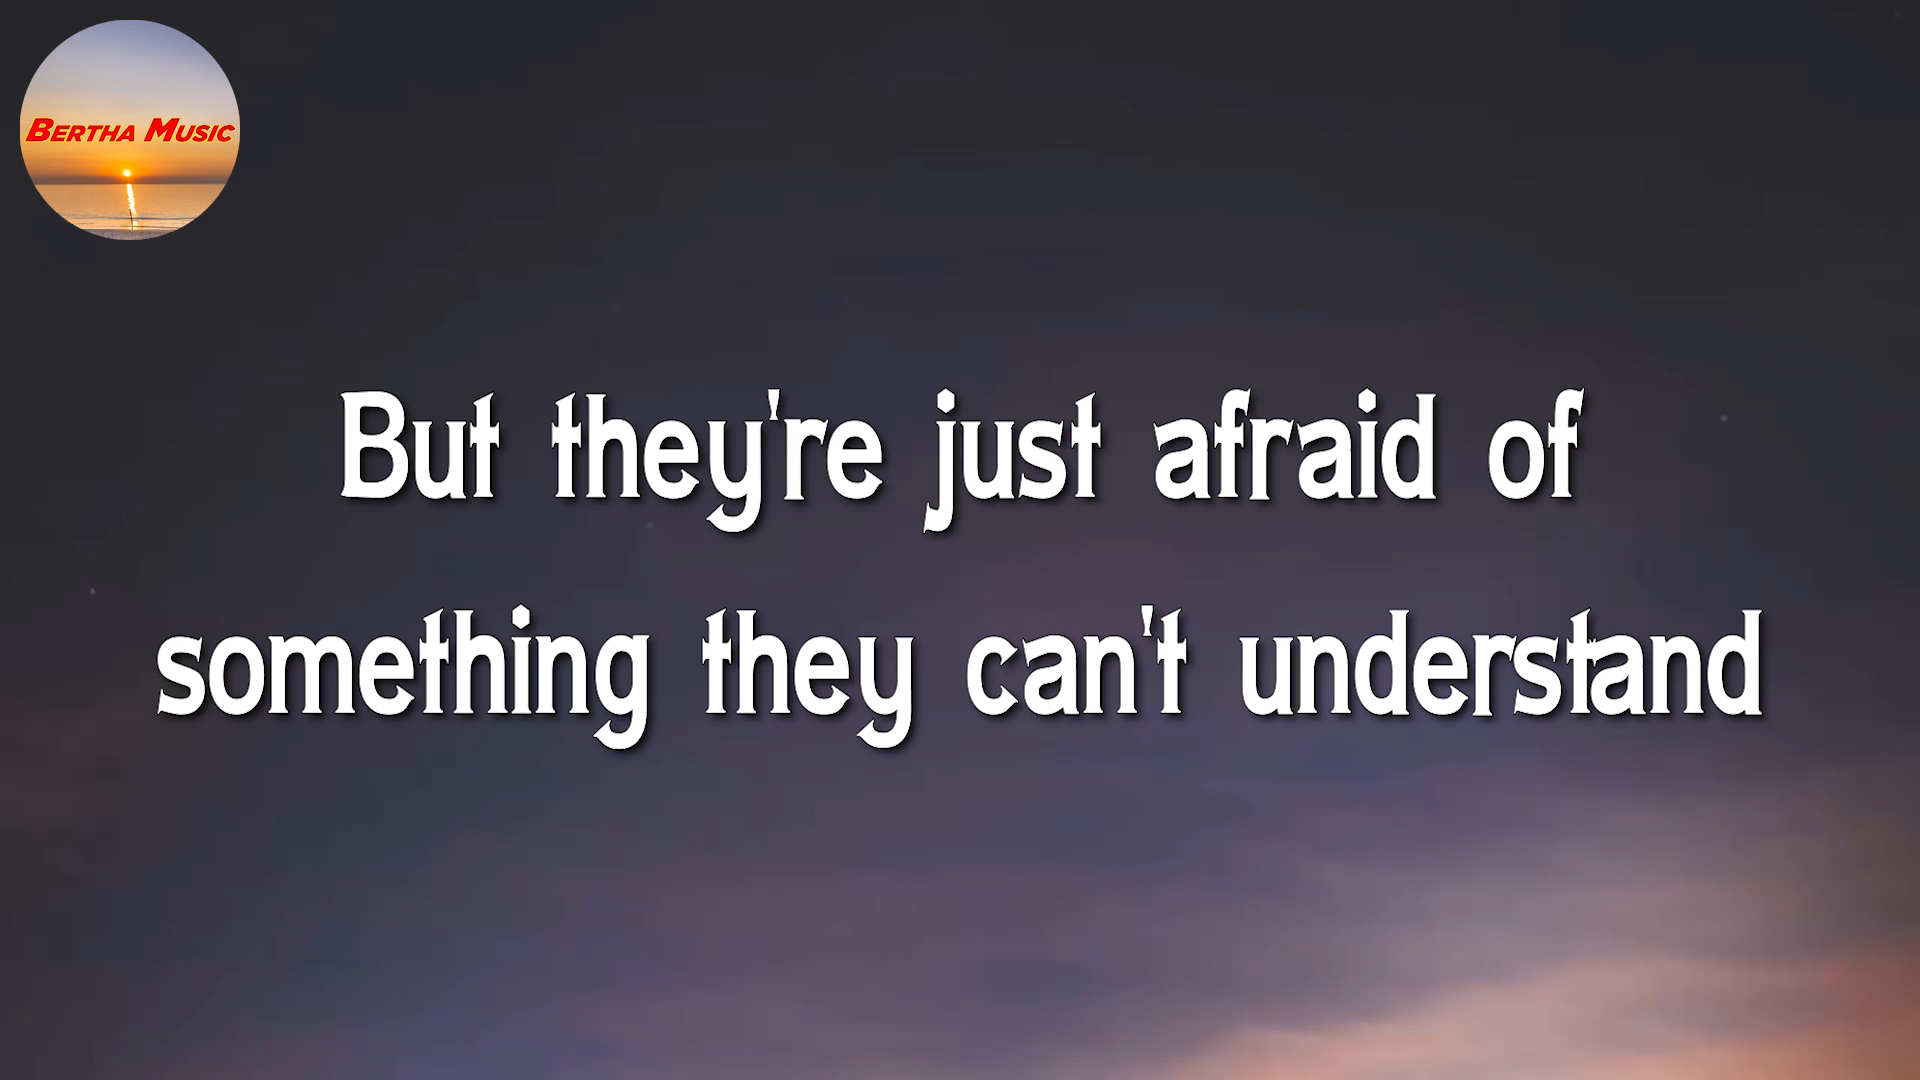 Bertha Music
But they're just afraid of
something they can't understand